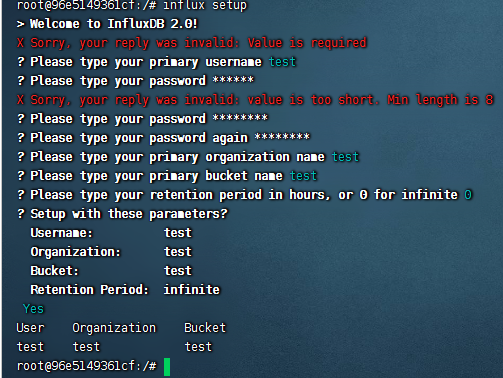 root@96e5149361cf:/# influx setup
> Welcome to InfluxDB 2.0!
X Sorry, your reply was invalid: Value is required
? Please type your primary username test
? Please type your password ******
X Sorry, your reply was invalid: value is too short. Min length is 8
? Please type your password ********
? Please type your password again ********
? Please type your primary organization name test
? Please type your primary bucket name test
? Please type your retention period in hours, or 0 for infinite 0
? Setup with these parameters?
Username: test
Organization: test
Bucket: test
Retention Period: infinite
Yes
User Organization Bucket
test test test
root@96e5149361cf:/#